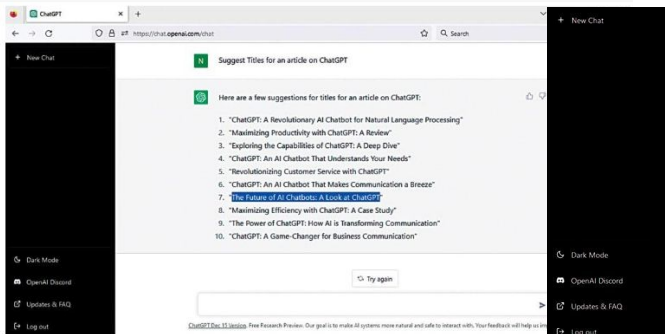 ChatGPT
https://chat.openai.com/chat
Search
+ New Chat
N
Suggest Titles for an article on ChatGPT
Here are a few suggestions for titles for an article on ChatGPT:
1. "ChatGPT: A Revolutionary AI Chatbot for Natural Language Processing"
2. "Maximizing Productivity with ChatGPT: A Review"
3. "Exploring the Capabilities of ChatGPT: A Deep Dive"
4. "ChatGPT: An AI Chatbot That Understands Your Needs"
5. "Revolutionizing Customer Service with ChatGPT"
6. "ChatGPT: An AI Chatbot That Makes Communication a Breeze"
7. "The Future of AI Chatbots: A Look at ChatGPT"
8. "Maximizing Efficiency with ChatGPT: A Case Study"
9. "The Power of ChatGPT: How AI is Transforming Communication"
10. "ChatGPT: A Game-Changer for Business Communication"
Dark Mode
OpenAI Discord
Updates & FAQ
Log out
Try again
ChatGPT Dec 15 Version. Free Research Preview. Our goal is to make AI systems more natural and safe to interact with. Your feedback will help us
+ New Chat
Dark Mode
OpenAI Discord
Updates & FAQ
Log out